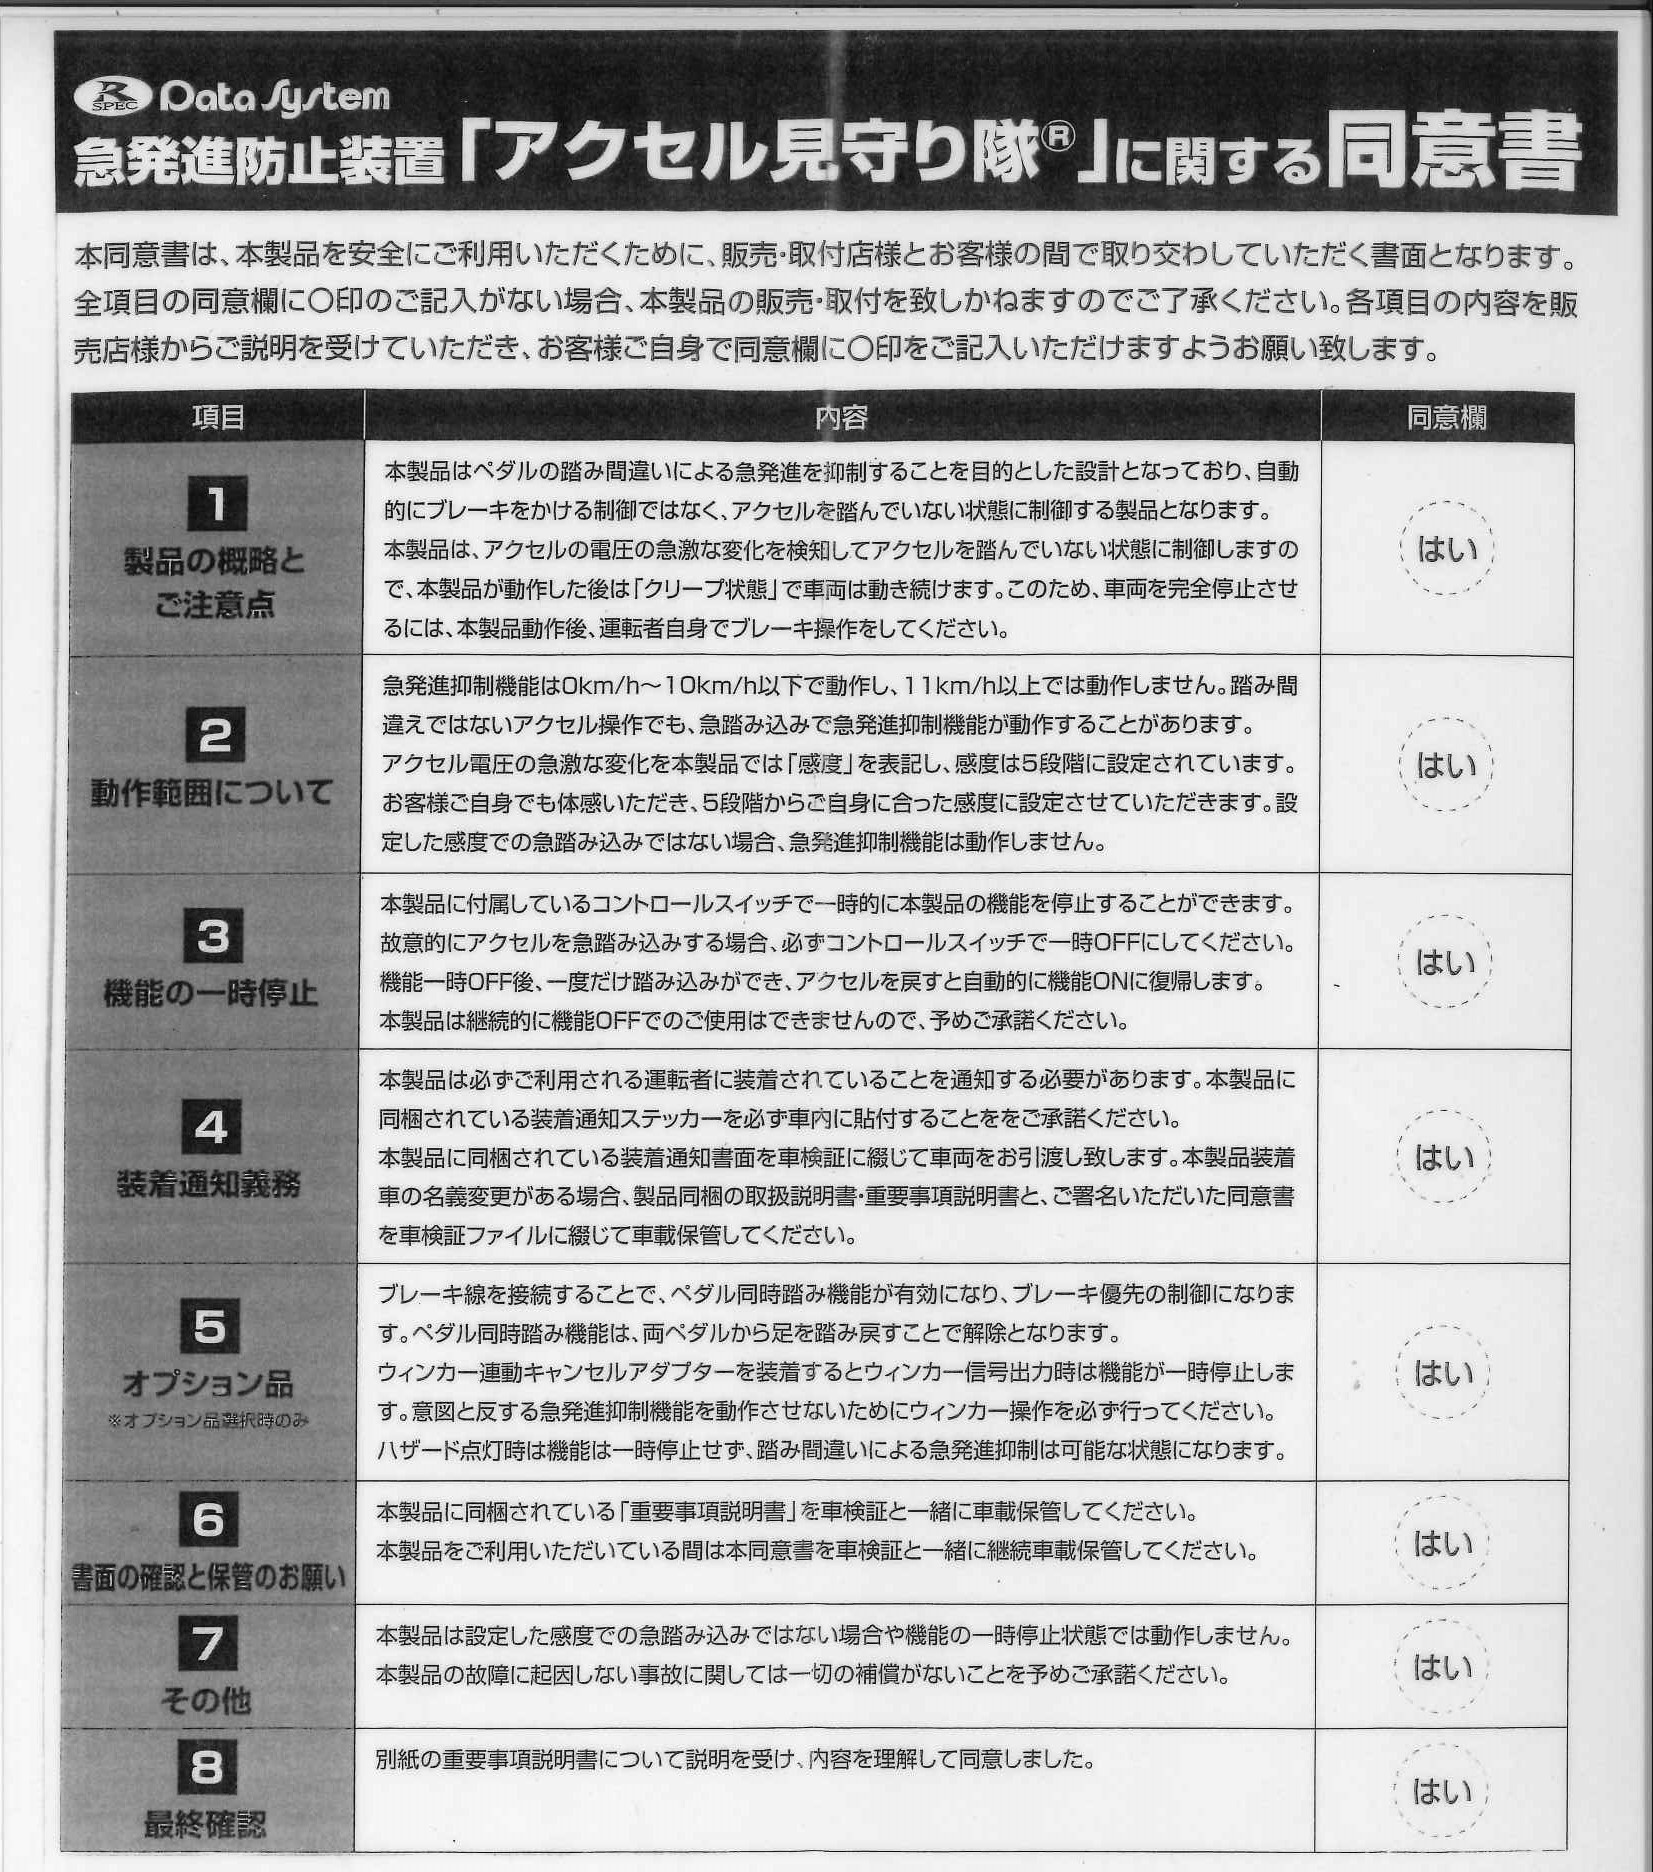 R SPEC Data System
急発進防止装置「アクセル見守り隊®」に関する同意書
本同意書は、本製品を安全にご利用いただくために、販売・取付店様とお客様の間で取り交わしていただく書面となります。
全項目の同意欄に〇印のご記入がない場合、本製品の販売・取付を致しかねますのでご了承ください。各項目の内容を販
売店様からご説明を受けていただき、お客様ご自身で同意欄に〇印をご記入いただけますようお願い致します。
項目 内容 同意欄
1
製品の概略と
ご注意点
本製品はペダルの踏み間違いによる急発進を抑制することを目的とした設計となっており、自動
的にブレーキをかける制御ではなく、アクセルを踏んでいない状態に制御する製品となります。
本製品は、アクセルの電圧の急激な変化を検知してアクセルを踏んでいない状態に制御しますの
で、本製品が動作した後は「クリープ状態」で車両は動き続けます。このため、車両を完全停止させ
るには、本製品動作後、運転者自身でブレーキ操作をしてください。
はい
2
動作範囲について
急発進抑制機能は0km/h〜10km/h以下で動作し、11km/h以上では動作しません。踏み間
違えではないアクセル操作でも、急踏み込みで急発進抑制機能が動作することがあります。
アクセル電圧の急激な変化を本製品では「感度」を表記し、感度は5段階に設定されています。
お客様ご自身でも体感いただき、5段階からご自身に合った感度に設定させていただきます。設
定した感度での急踏み込みではない場合、急発進抑制機能は動作しません。
はい
3
機能の一時停止
本製品に付属しているコントロールスイッチで一時的に本製品の機能を停止することができます。
故意的にアクセルを急踏み込みする場合、必ずコントロールスイッチで一時OFFにしてください。
機能一時OFF後、一度だけ踏み込みができ、アクセルを戻すと自動的に機能ONに復帰します。
本製品は継続的に機能OFFでのご使用はできませんので、予めご承諾ください。
はい
4
装着通知義務
本製品は必ずご利用される運転者に装着されていることを通知する必要があります。本製品に
同梱されている装着通知ステッカーを必ず車内に貼付することををご承諾ください。
本製品に同梱されている装着通知書面を車検証に綴じて車両をお引渡し致します。本製品装着
車の名義変更がある場合、製品同梱の取扱説明書・重要事項説明書と、ご署名いただいた同意書
を車検証ファイルに綴じて車載保管してください。
はい
5
オプション品
※オプション品選択時のみ
ブレーキ線を接続することで、ペダル同時踏み機能が有効になり、ブレーキ優先の制御になりま
す。ペダル同時踏み機能は、両ペダルから足を踏み戻すことで解除となります。
ウィンカー連動キャンセルアダプターを装着するとウィンカー信号出力時は機能が一時停止しま
す。意図と反する急発進抑制機能を動作させないためにウィンカー操作を必ず行ってください。
ハザード点灯時は機能は一時停止せず、踏み間違いによる急発進抑制は可能な状態になります。
はい
6
書面の確認と保管のお願い
本製品に同梱されている「重要事項説明書」を車検証と一緒に車載保管してください。
本製品をご利用いただいている間は本同意書を車検証と一緒に継続車載保管してください。
はい
7
その他
本製品は設定した感度での急踏み込みではない場合や機能の一時停止状態では動作しません。
本製品の故障に起因しない事故に関しては一切の補償がないことを予めご承諾ください。
はい
8
最終確認
別紙の重要事項説明書について説明を受け、内容を理解して同意しました。
はい